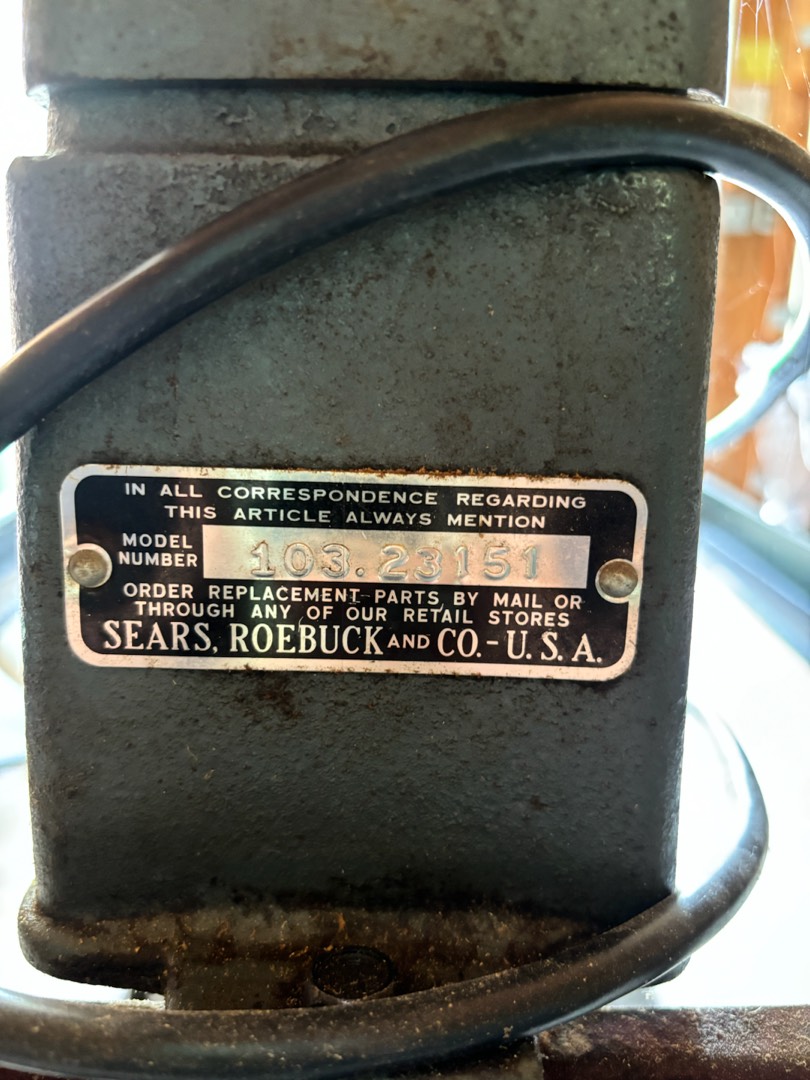 IN ALL CORRESPONDENCE REGARDING
THIS ARTICLE ALWAYS MENTION
MODEL NUMBER 103.23151
ORDER REPLACEMENT PARTS BY MAIL OR
THROUGH ANY OF OUR RETAIL STORES
SEARS, ROEBUCK AND CO.-U.S.A.